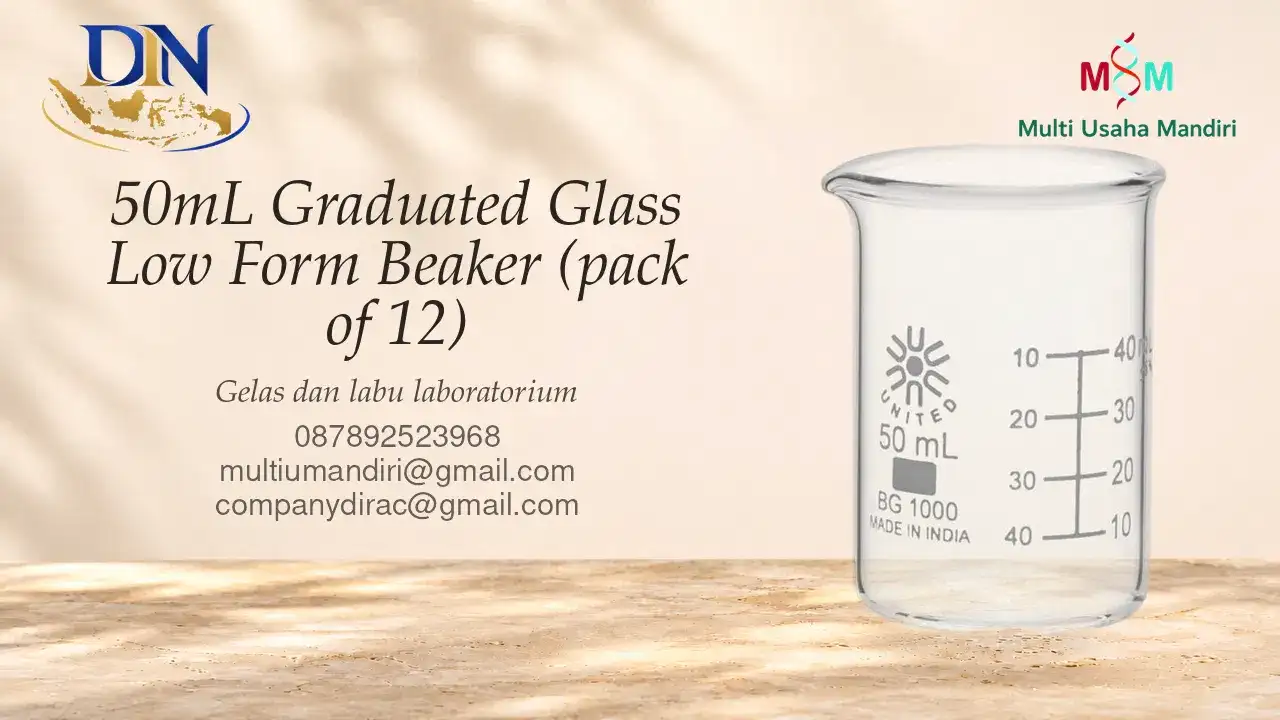 DIN
MSM
Multi Usaha Mandiri
50mL Graduated Glass
Low Form Beaker (pack
of 12)
Gelas dan labu laboratorium
087892523968
multiumandiri@gmail.com
companydirac@gmail.com
UNITED
50 mL
BG 1000
MADE IN INDIA
10 40
20 30
30 20
40 10